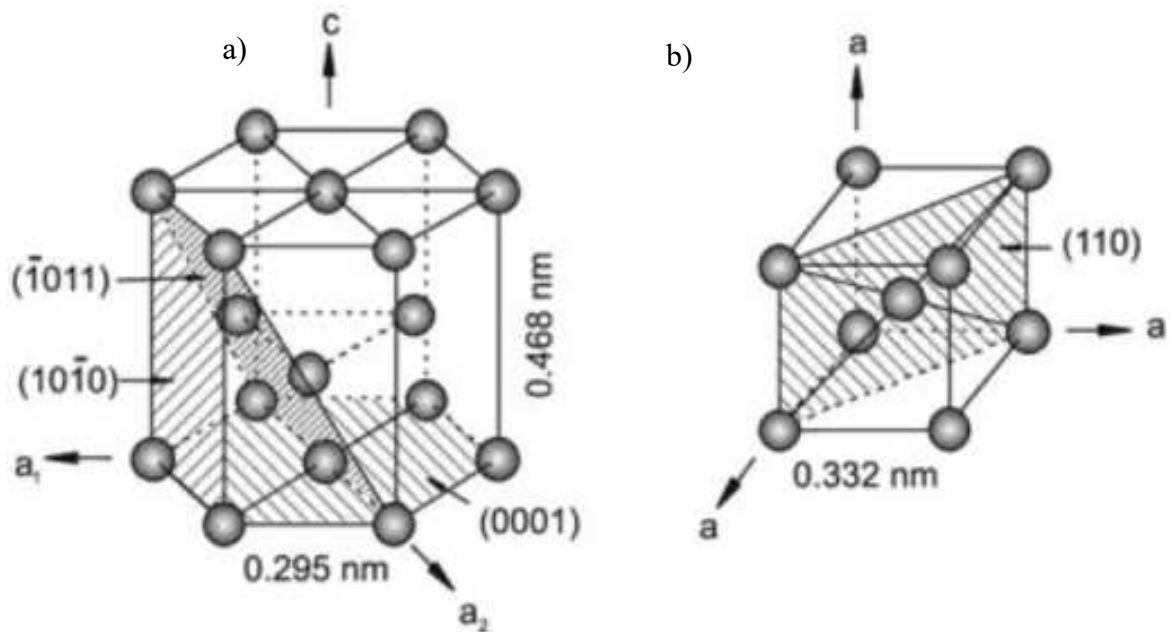 a)
c
(1̄011)
(101̄0)
a₁
0.468 nm
(0001)
0.295 nm
a₂
b)
a
(110)
a
0.332 nm
a